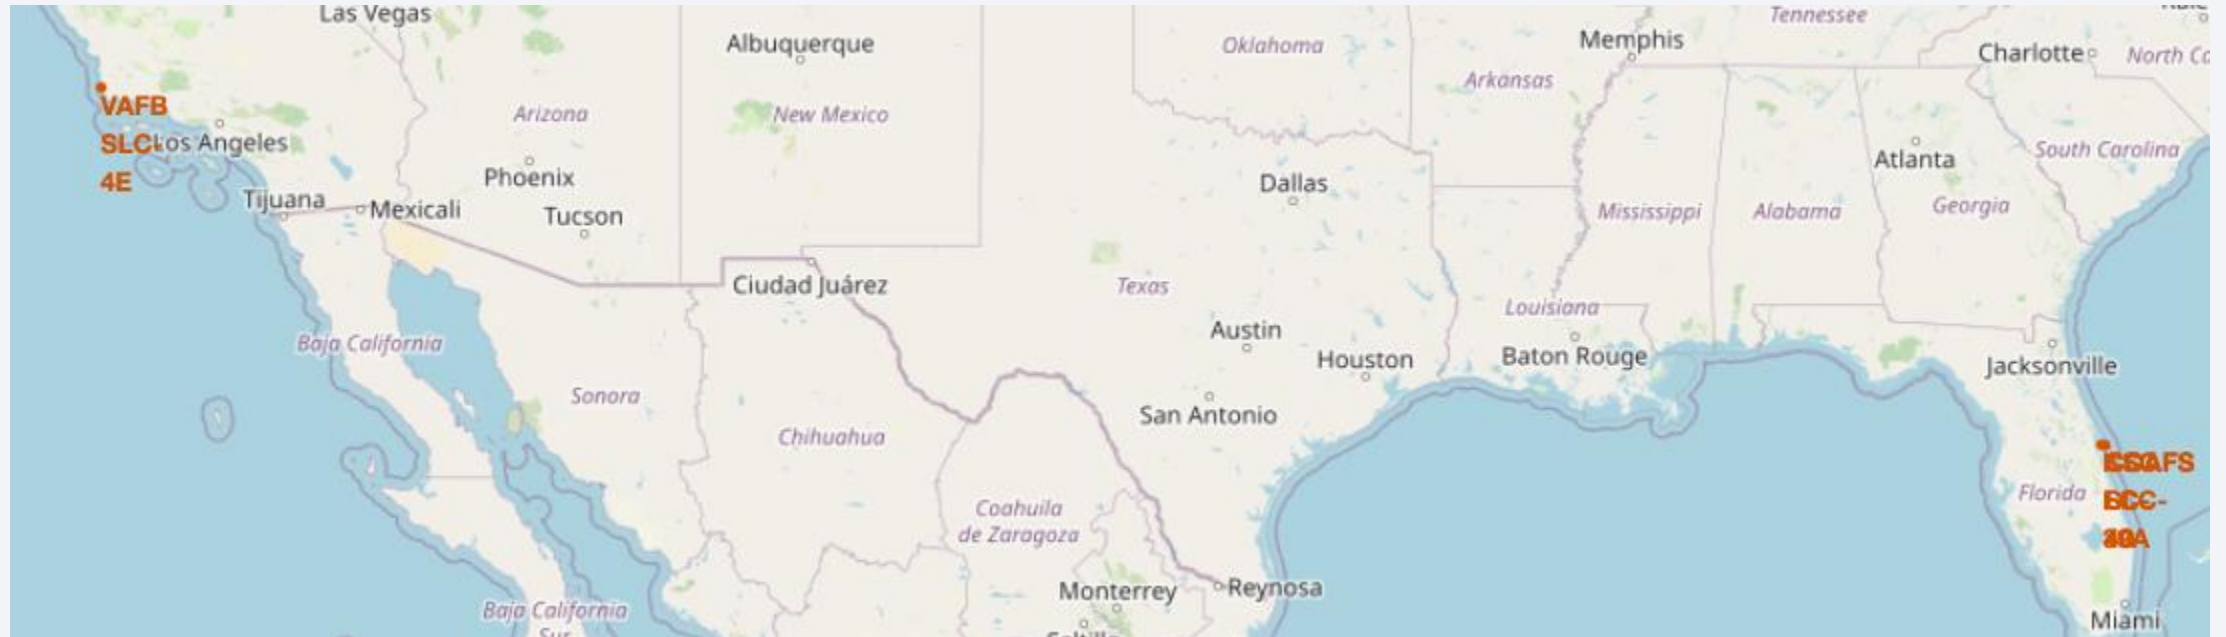 Las Vegas
Albuquerque
Oklahoma
Memphis
Tennessee
Charlotte
North Ca
Arkansas
VAFB
SLC-
4E
Arizona
New Mexico
Los Angeles
Phoenix
Dallas
Atlanta
South Carolina
Tijuana
Mexicali
Tucson
Mississippi
Alabama
Georgia
Ciudad Juárez
Texas
Louisiana
Austin
Baja California
Houston
Baton Rouge
Jacksonville
Sonora
San Antonio
Chihuahua
Florida
Coahuila
de Zaragoza
Monterrey
Reynosa
Baja California
Sur
Miami